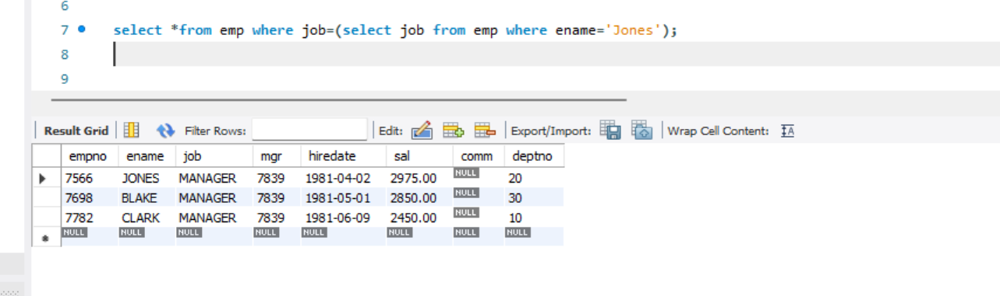 6
7 select *from emp where job=(select job from emp where ename='Jones');
8
9
Result Grid Filter Rows: Edit: Export/Import: Wrap Cell Content: IA
empno ename job mgr hiredate sal comm deptno
7566 JONES MANAGER 7839 1981-04-02 2975.00 NULL 20
7698 BLAKE MANAGER 7839 1981-05-01 2850.00 NULL 30
7782 CLARK MANAGER 7839 1981-06-09 2450.00 NULL 10
NULL NULL NULL NULL NULL NULL NULL NULL